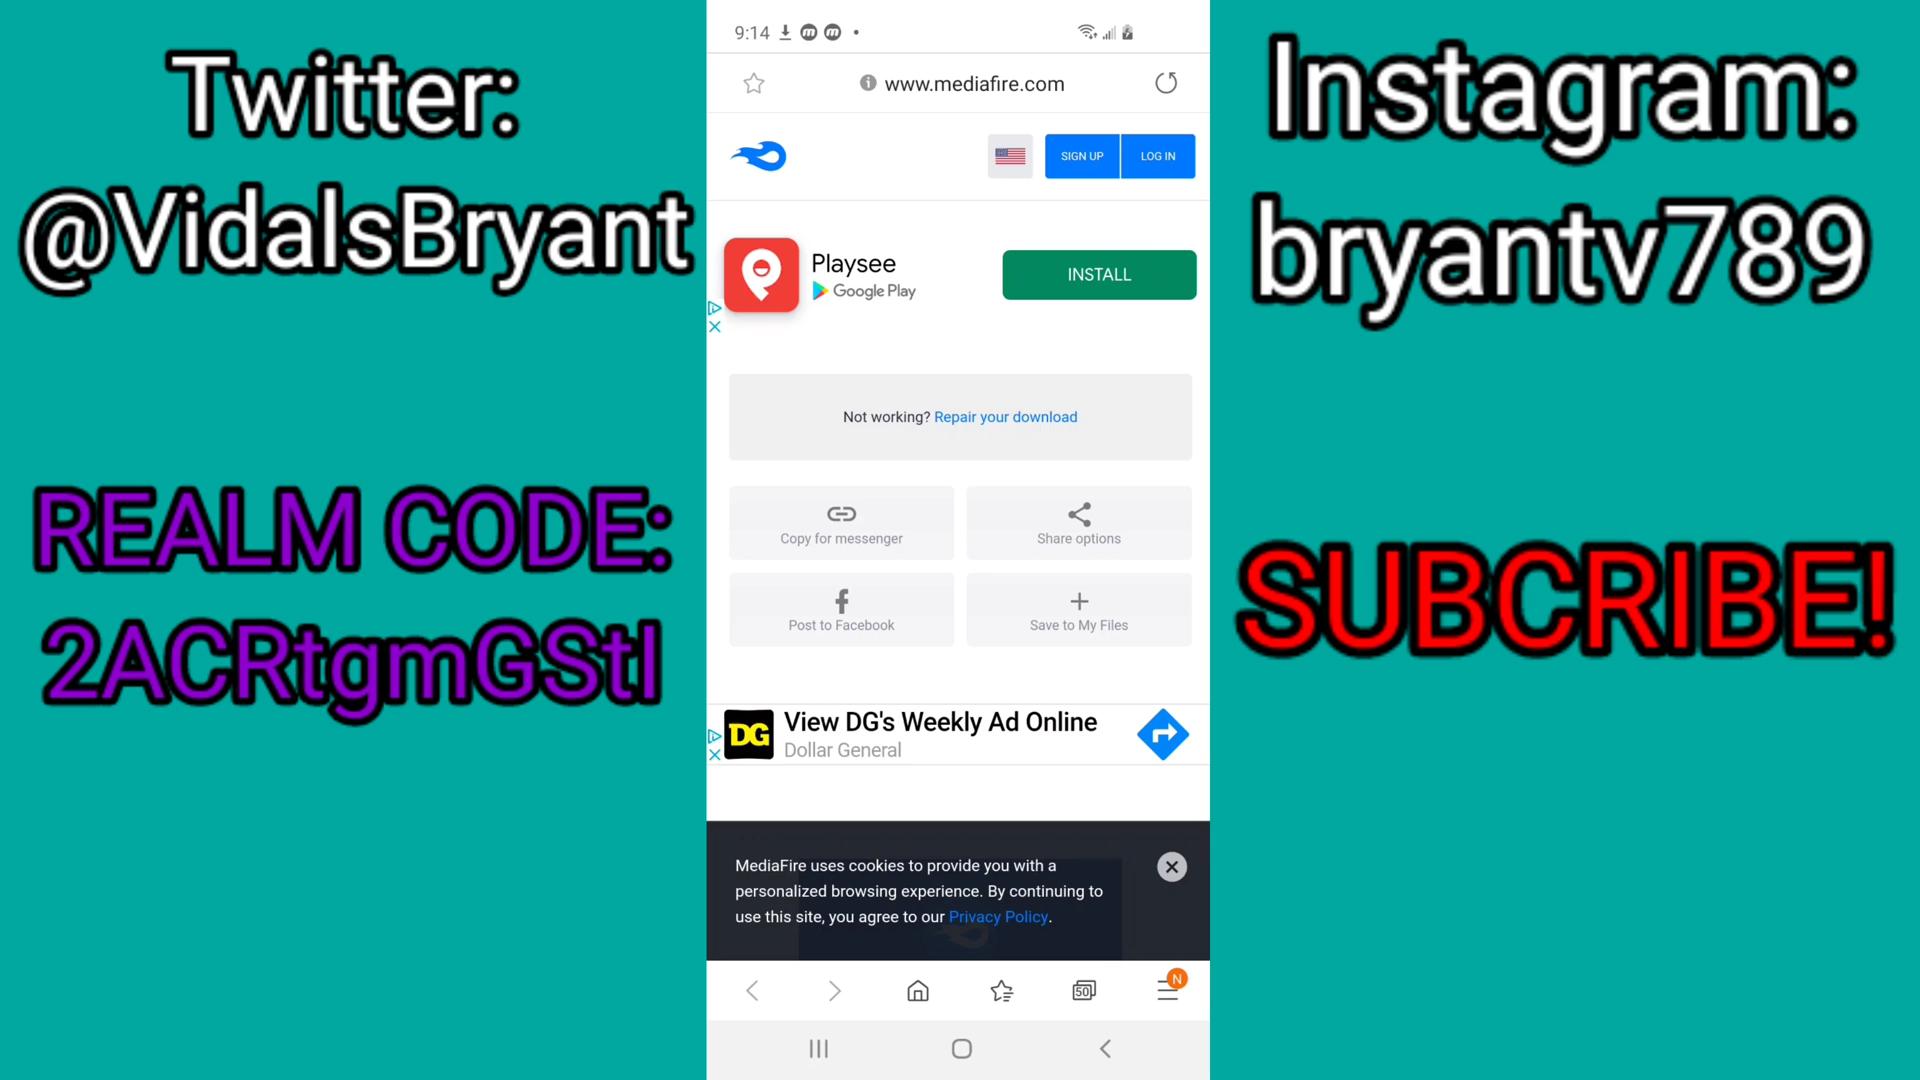 Twitter:
@VidalsBryant
REALM CODE:
2ACRtgmGStI
9:14
www.mediafire.com
SIGN UP
LOG IN
Playsee
Google Play
INSTALL
Not working? Repair your download
Copy for messenger
Share options
Post to Facebook
Save to My Files
DG
View DG's Weekly Ad Online
Dollar General
MediaFire uses cookies to provide you with a
personalized browsing experience. By continuing to
use this site, you agree to our Privacy Policy.
50
N
Instagram:
bryantv789
SUBCRIBE!